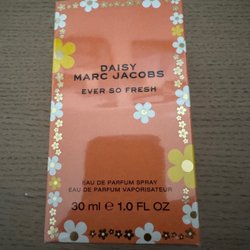 DAISY
MARC JACOBS
EVER SO FRESH
EAU DE PARFUM SPRAY
EAU DE PARFUM VAPORISATEUR
30 ml ℮ 1.0 FL OZ